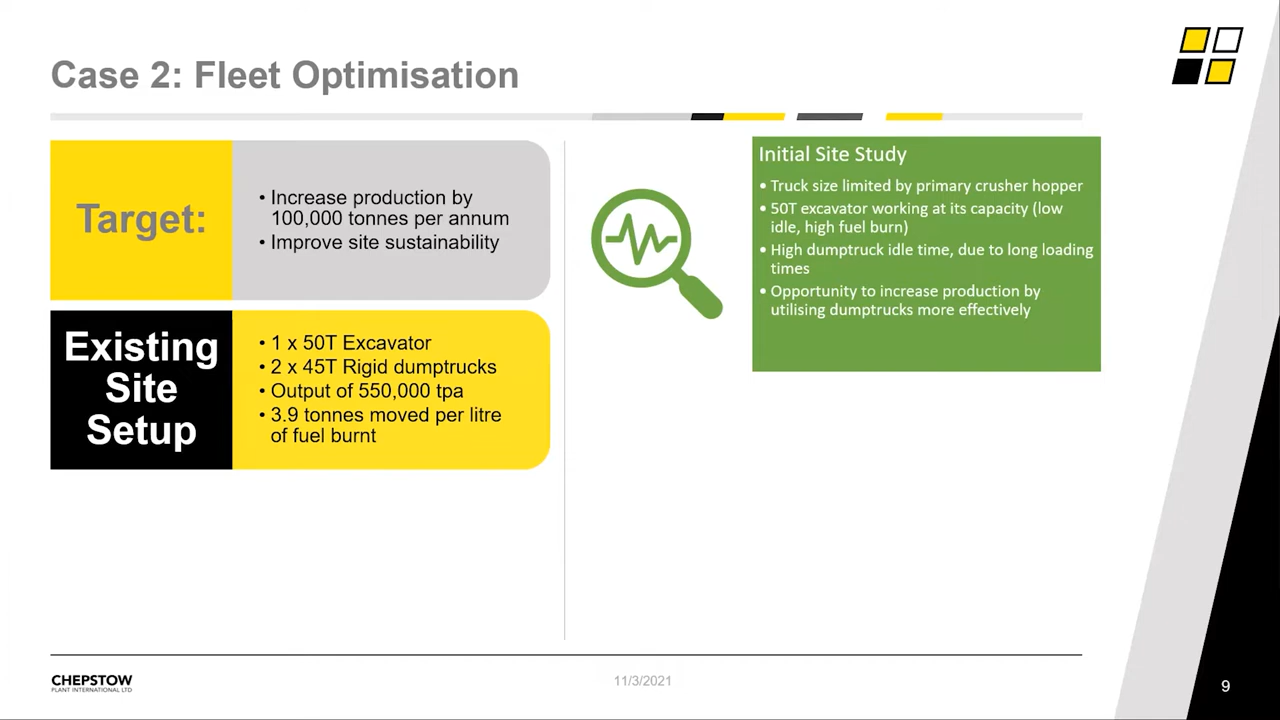 Case 2: Fleet Optimisation
Target:
• Increase production by
100,000 tonnes per annum
• Improve site sustainability
Existing
Site
Setup
• 1 x 50T Excavator
• 2 x 45T Rigid dumptrucks
• Output of 550,000 tpa
• 3.9 tonnes moved per litre
of fuel burnt
Initial Site Study
• Truck size limited by primary crusher hopper
• 50T excavator working at its capacity (low
idle, high fuel burn)
• High dumptruck idle time, due to long loading
times
• Opportunity to increase production by
utilising dumptrucks more effectively
CHEPSTOW
PLANT INTERNATIONAL LTD
11/3/2021
9